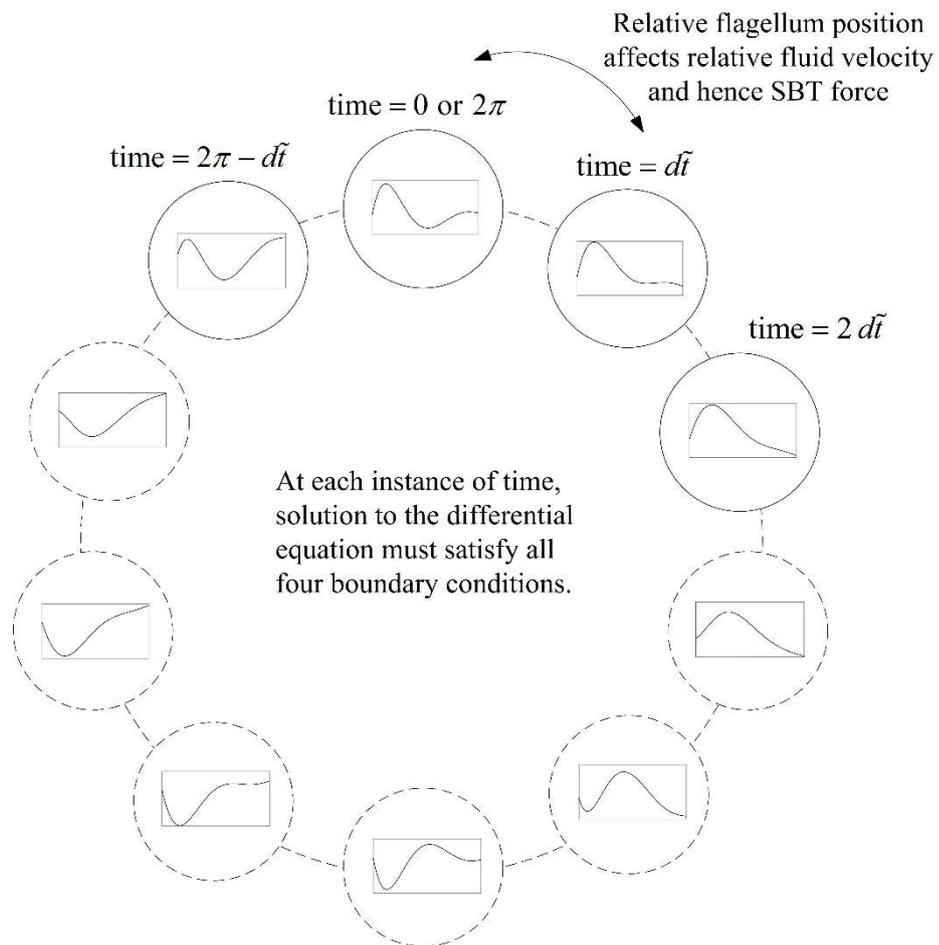 Relative flagellum position
affects relative fluid velocity
and hence SBT force
time = 0 or 2π
time = 2π − dt̃
time = dt̃
time = 2 dt̃
At each instance of time,
solution to the differential
equation must satisfy all
four boundary conditions.